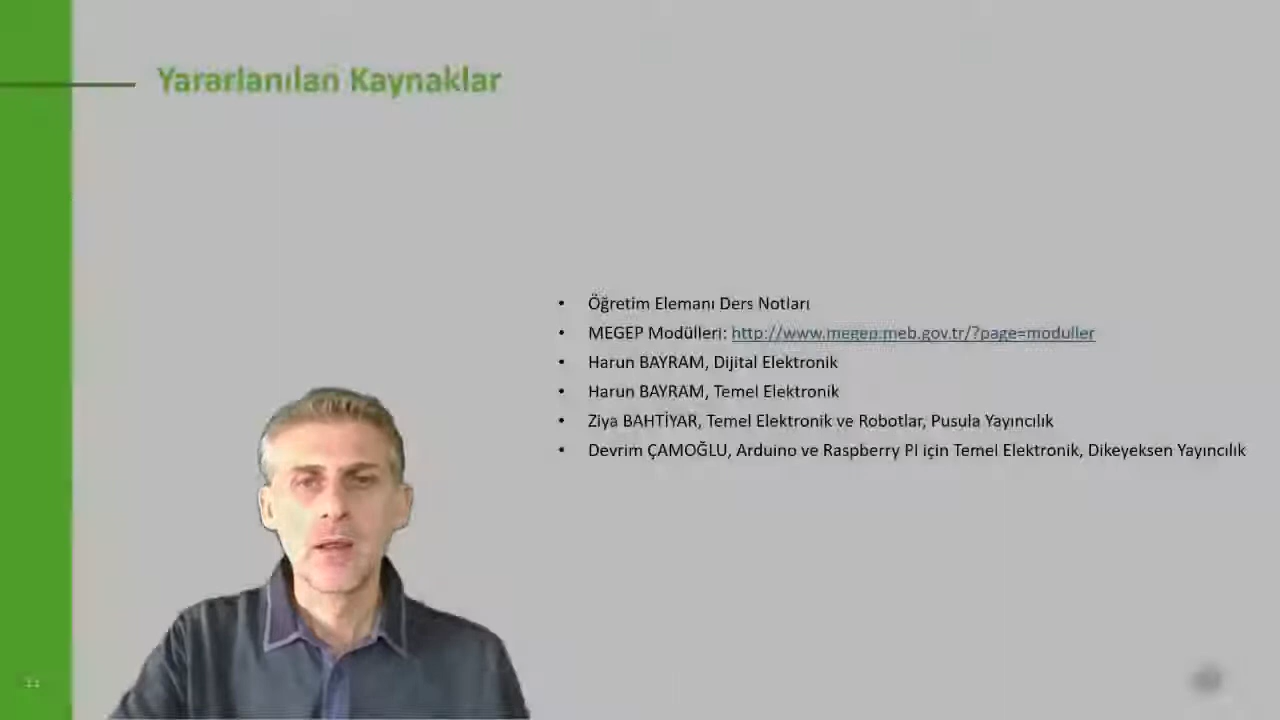 Yararlanılan Kaynaklar
• Öğretim Elemanı Ders Notları
• MEGEP Modülleri: http://www.megep.meb.gov.tr/?page=moduller
• Harun BAYRAM, Dijital Elektronik
• Harun BAYRAM, Temel Elektronik
• Ziya BAHTİYAR, Temel Elektronik ve Robotlar, Pusula Yayıncılık
• Devrim ÇAMOĞLU, Arduino ve Raspberry PI için Temel Elektronik, Dikeyeksen Yayıncılık